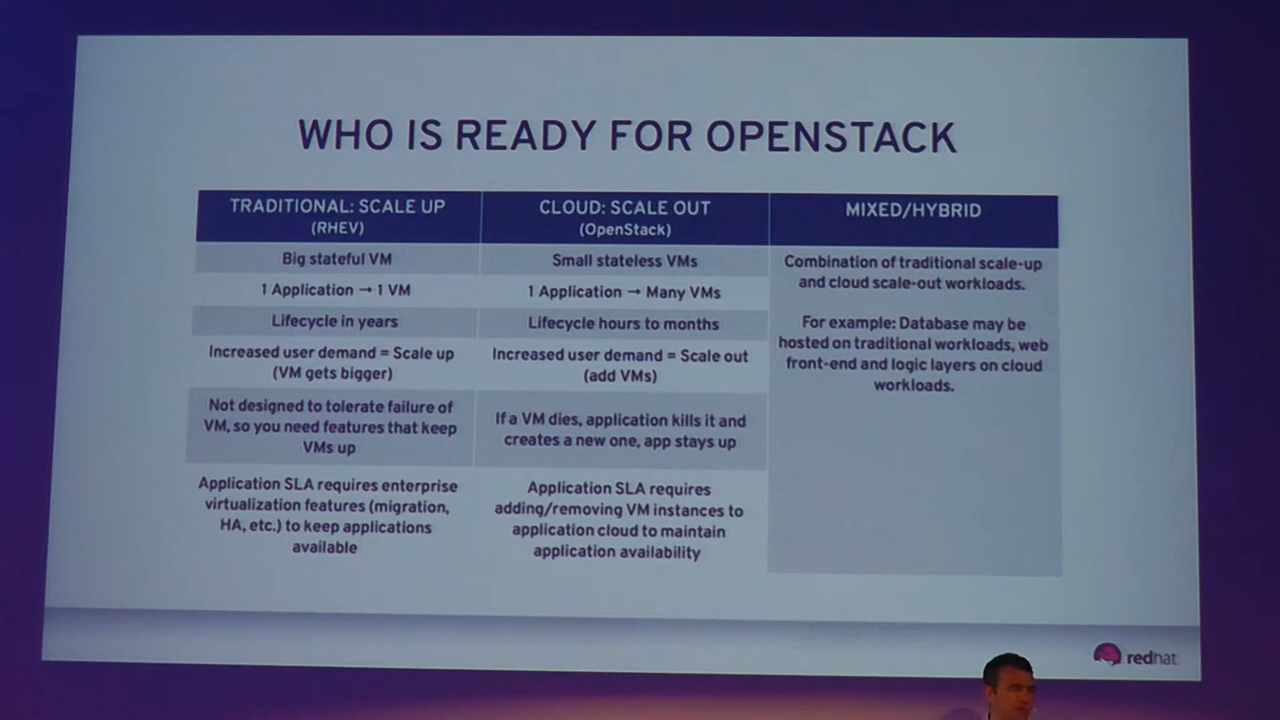 WHO IS READY FOR OPENSTACK
TRADITIONAL: SCALE UP
(RHEV)
CLOUD: SCALE OUT
(OpenStack)
MIXED/HYBRID
Big stateful VM
Small stateless VMs
Combination of traditional scale-up
and cloud scale-out workloads.
For example: Database may be
hosted on traditional workloads, web
front-end and logic layers on cloud
workloads.
1 Application → 1 VM
1 Application → Many VMs
Lifecycle in years
Lifecycle hours to months
Increased user demand = Scale up
(VM gets bigger)
Increased user demand = Scale out
(add VMs)
Not designed to tolerate failure of
VM, so you need features that keep
VMs up
If a VM dies, application kills it and
creates a new one, app stays up
Application SLA requires enterprise
virtualization features (migration,
HA, etc.) to keep applications
available
Application SLA requires
adding/removing VM instances to
application cloud to maintain
application availability
redhat